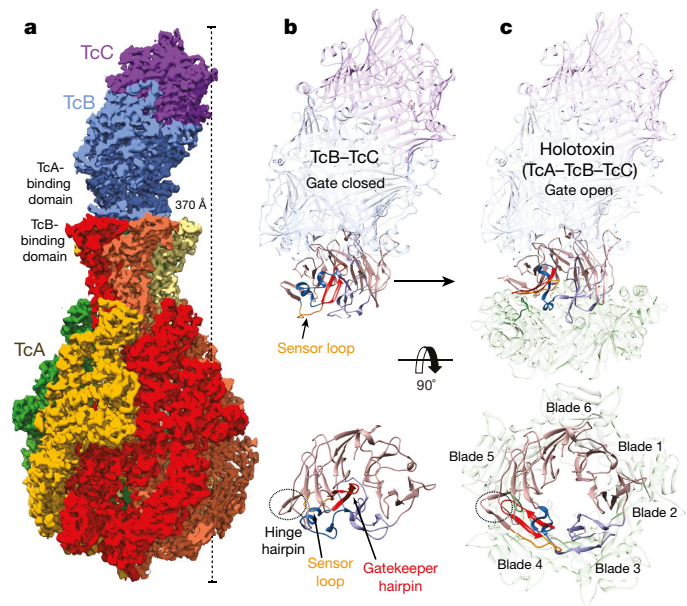 a
TcC
TcB
TcA-
binding
domain
TcB-
binding
domain
370 Å
TcA
b
TcB–TcC
Gate closed
Sensor loop
c
Holotoxin
(TcA–TcB–TcC)
Gate open
90°
Hinge
hairpin
Sensor
loop
Gatekeeper
hairpin
Blade 6
Blade 5
Blade 1
Blade 2
Blade 4
Blade 3